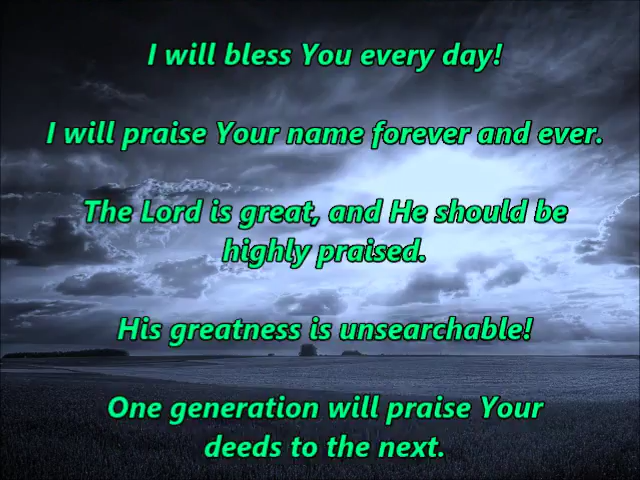 I will bless You every day!
I will praise Your name forever and ever.
The Lord is great, and He should be
highly praised.
His greatness is unsearchable!
One generation will praise Your
deeds to the next.